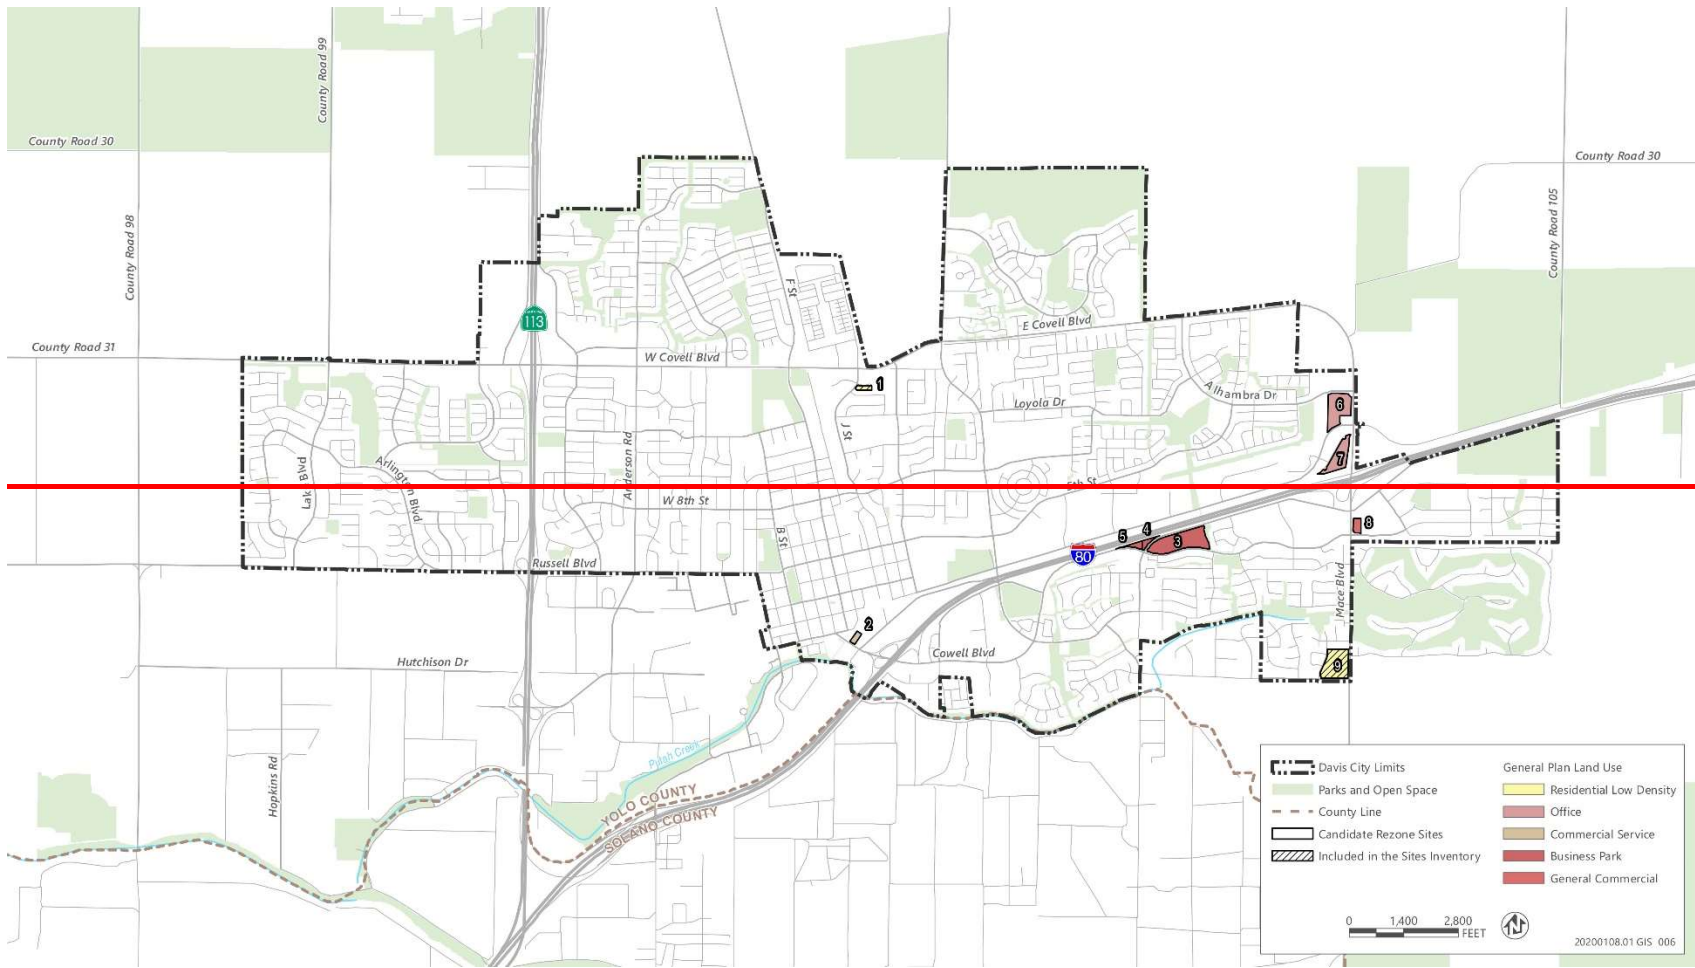 County Road 99
County Road 30
County Road 30
County Road 98
County Road 105
F St
113
E Covell Blvd
County Road 31
W Covell Blvd
1
Alhambra Dr
Loyola Dr
6
J St
Anderson Rd
7
Arlington Blvd
Lake Blvd
5th St
W 8th St
8
B St
5
4
3
80
Russell Blvd
Mace Blvd
2
Cowell Blvd
Hutchison Dr
9
Putah Creek
Hopkins Rd
YOLO COUNTY
SOLANO COUNTY
Davis City Limits
Parks and Open Space
County Line
Candidate Rezone Sites
Included in the Sites Inventory
General Plan Land Use
Residential Low Density
Office
Commercial Service
Business Park
General Commercial
0 1,400 2,800
FEET
20200108.01 GIS 006